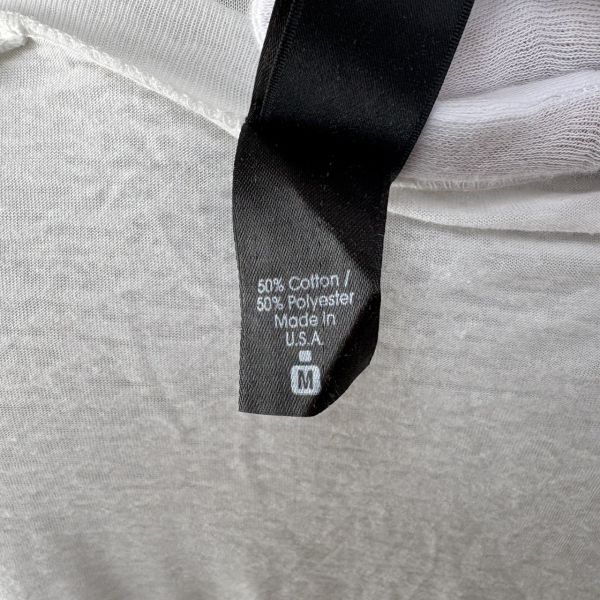 50% Cotton /
50% Polyester
Made in
U.S.A.
M